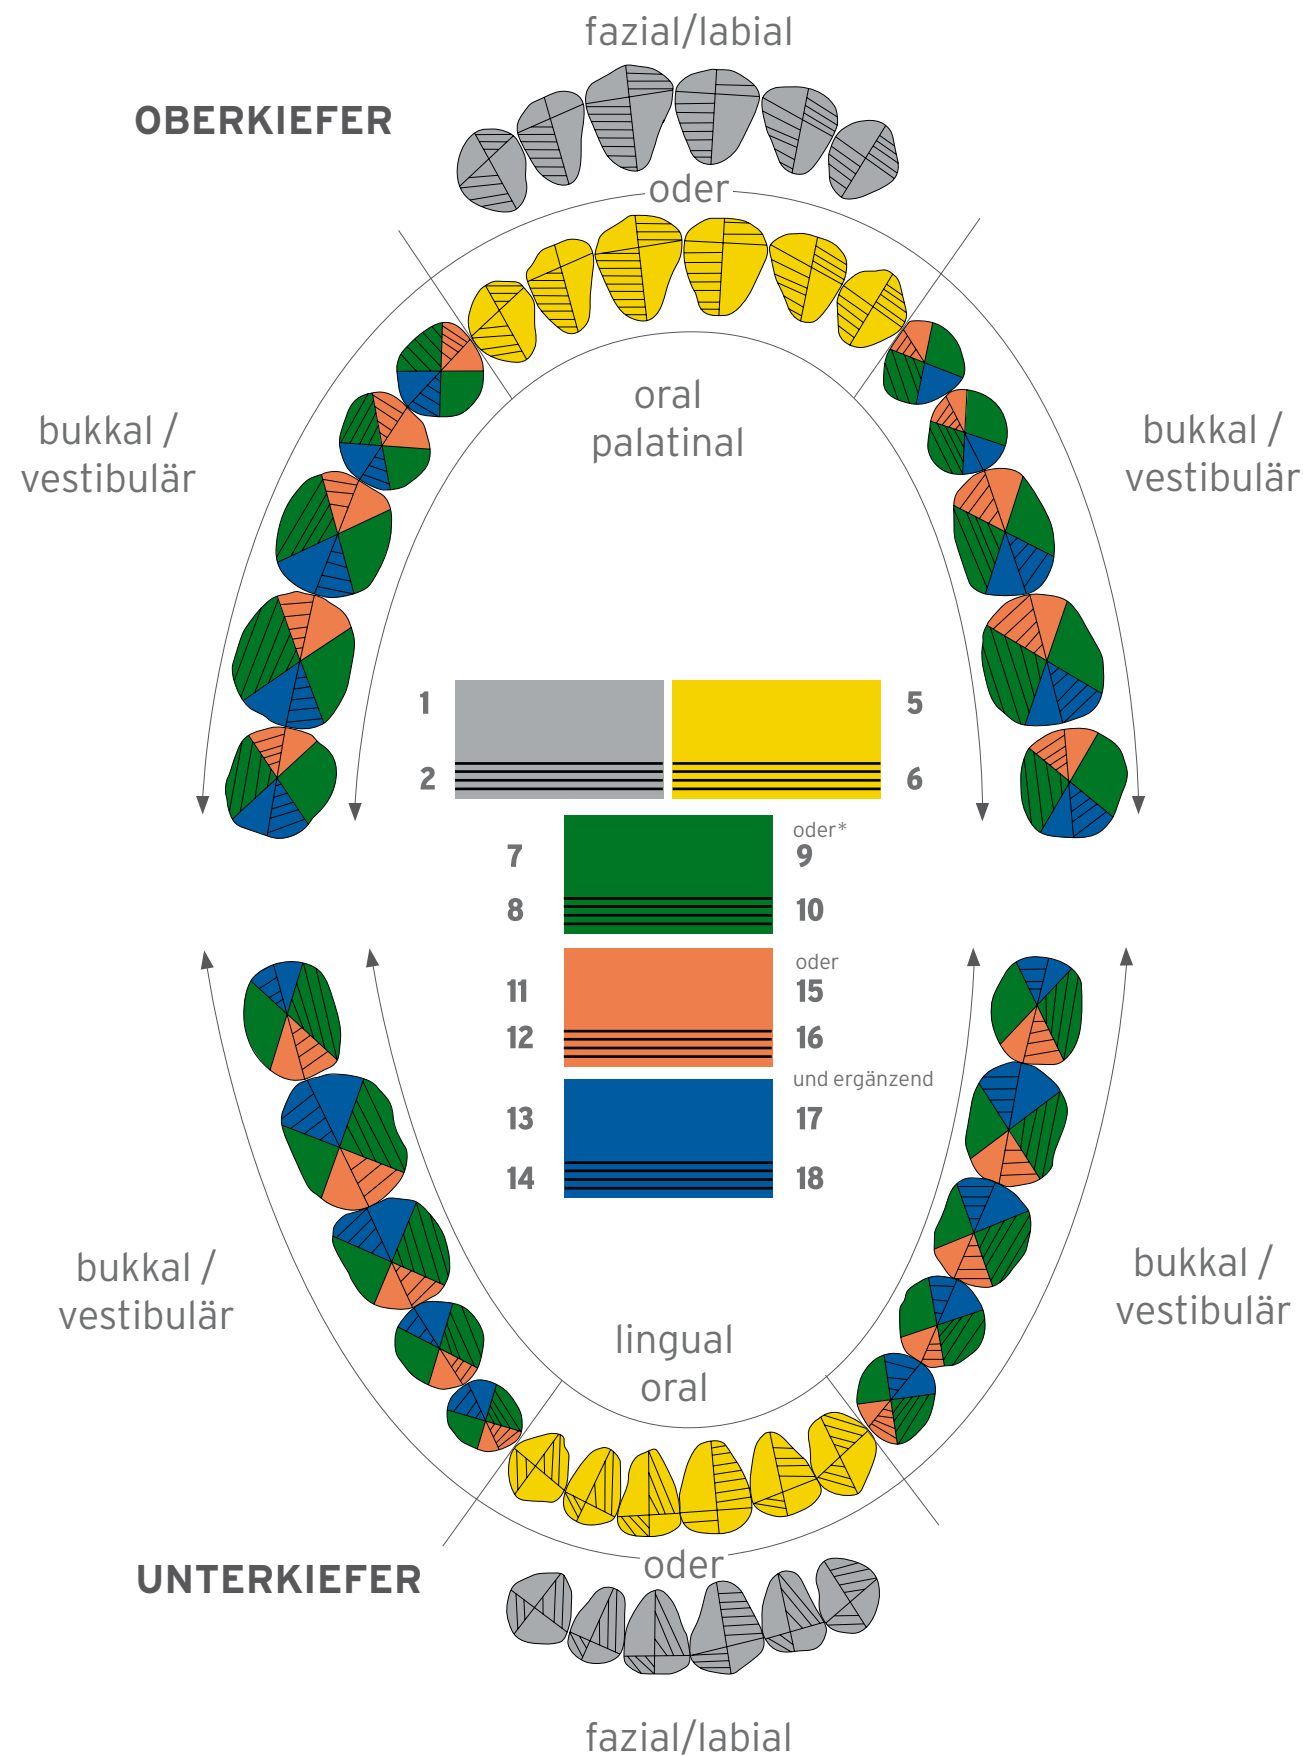 fazial/labial
OBERKIEFER
oder
oral
palatinal
bukkal /
vestibulär
bukkal /
vestibulär
1
5
2
6
oder*
7
9
8
10
oder
11
15
12
16
und ergänzend
13
17
14
18
bukkal /
vestibulär
bukkal /
vestibulär
lingual
oral
oder
UNTERKIEFER
fazial/labial